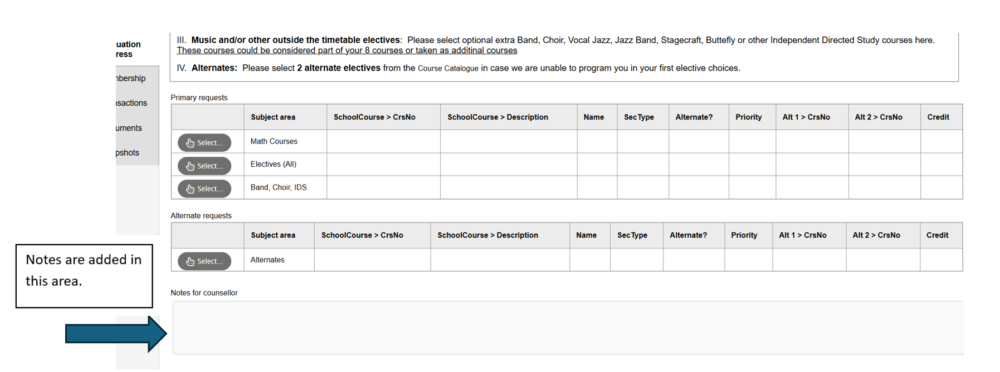 III. Music and/or other outside the timetable electives: Please select optional extra Band, Choir, Vocal Jazz, Jazz Band, Stagecraft, Buttefly or other Independent Directed Study courses here.
These courses could be considered part of your 8 courses or taken as additinal courses
IV. Alternates: Please select 2 alternate electives from the Course Catalogue in case we are unable to program you in your first elective choices.
uation
ress
nbership
nsactions
uments
pshots
Primary requests
Subject area SchoolCourse > CrsNo SchoolCourse > Description Name SecType Alternate? Priority Alt 1 > CrsNo Alt 2 > CrsNo Credit
Select... Math Courses
Select... Electives (All)
Select... Band, Choir, IDS
Alternate requests
Subject area SchoolCourse > CrsNo SchoolCourse > Description Name SecType Alternate? Priority Alt 1 > CrsNo Alt 2 > CrsNo Credit
Select... Alternates
Notes are added in
this area.
Notes for counsellor